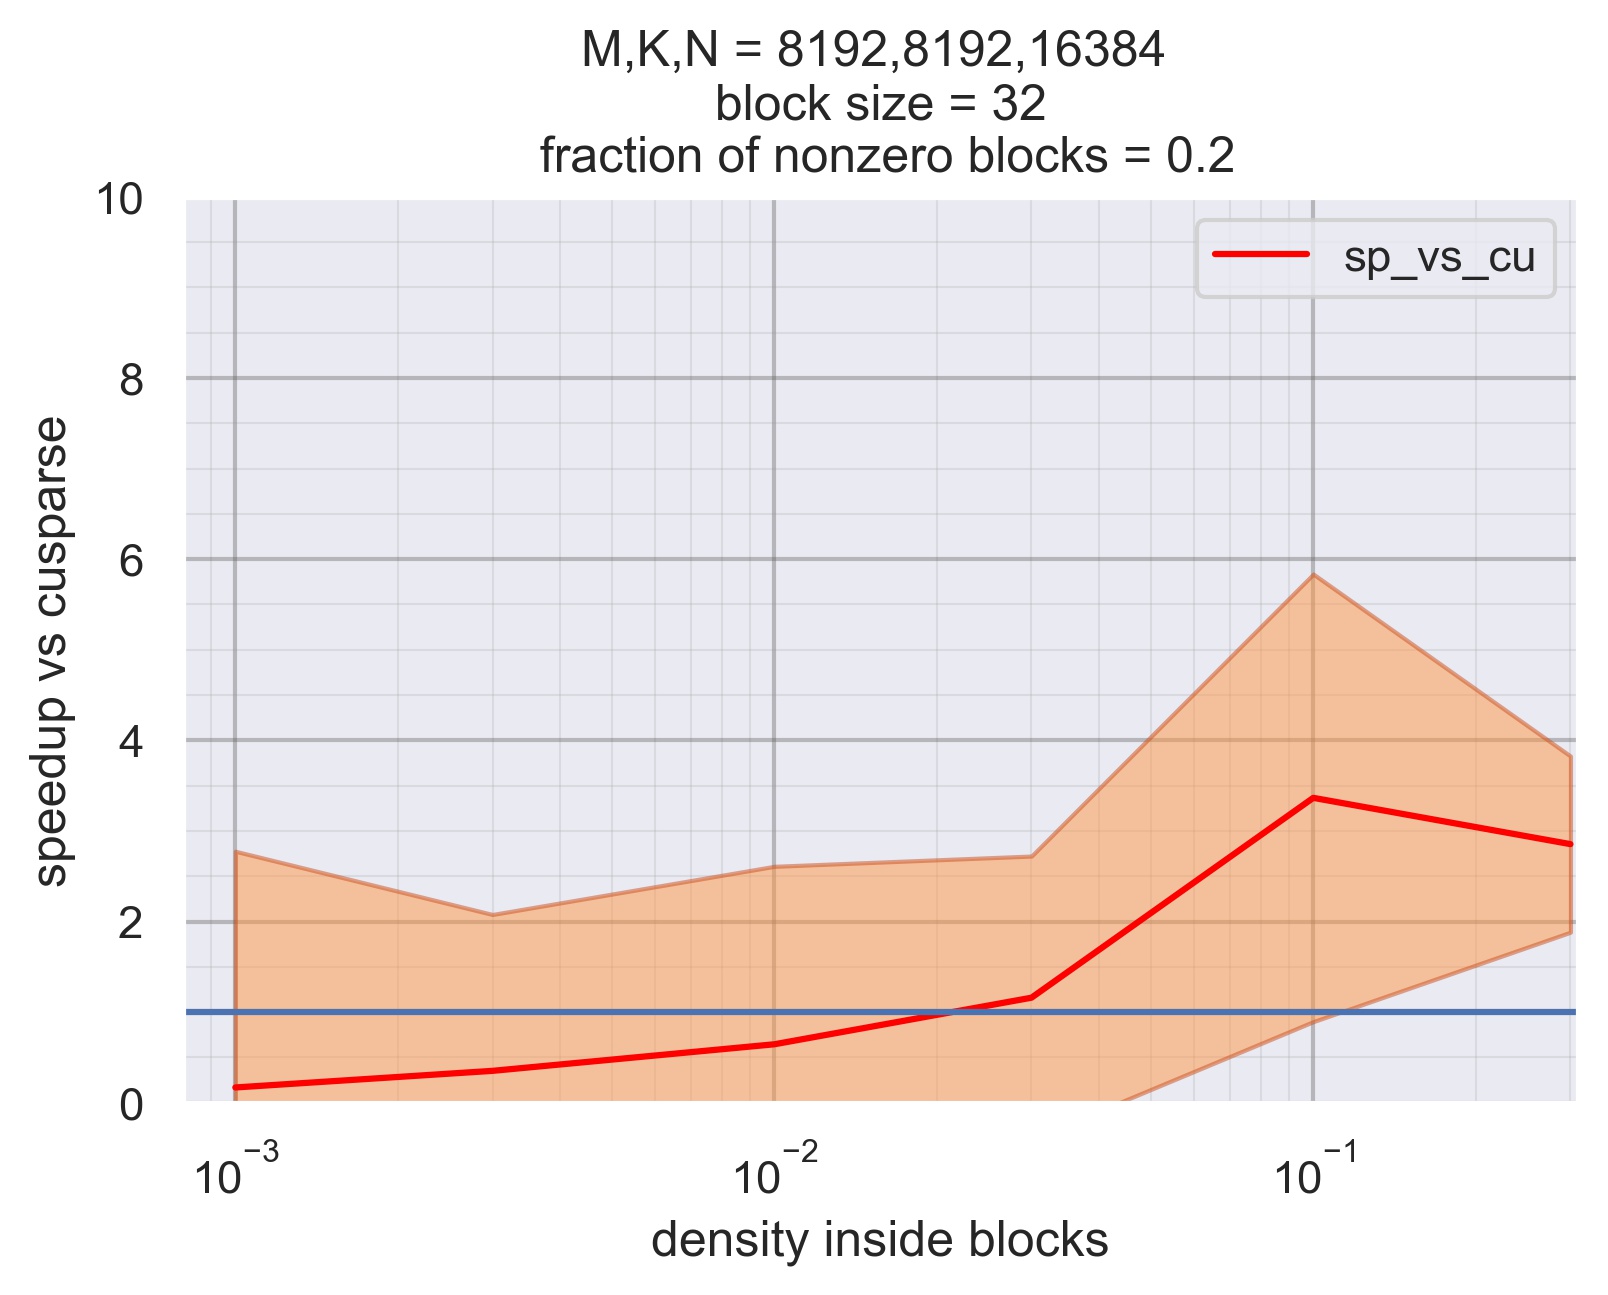 M,K,N = 8192,8192,16384
block size = 32
fraction of nonzero blocks = 0.2
10
8
6
4
2
0
speedup vs cusparse
sp_vs_cu
10⁻³
10⁻²
10⁻¹
density inside blocks